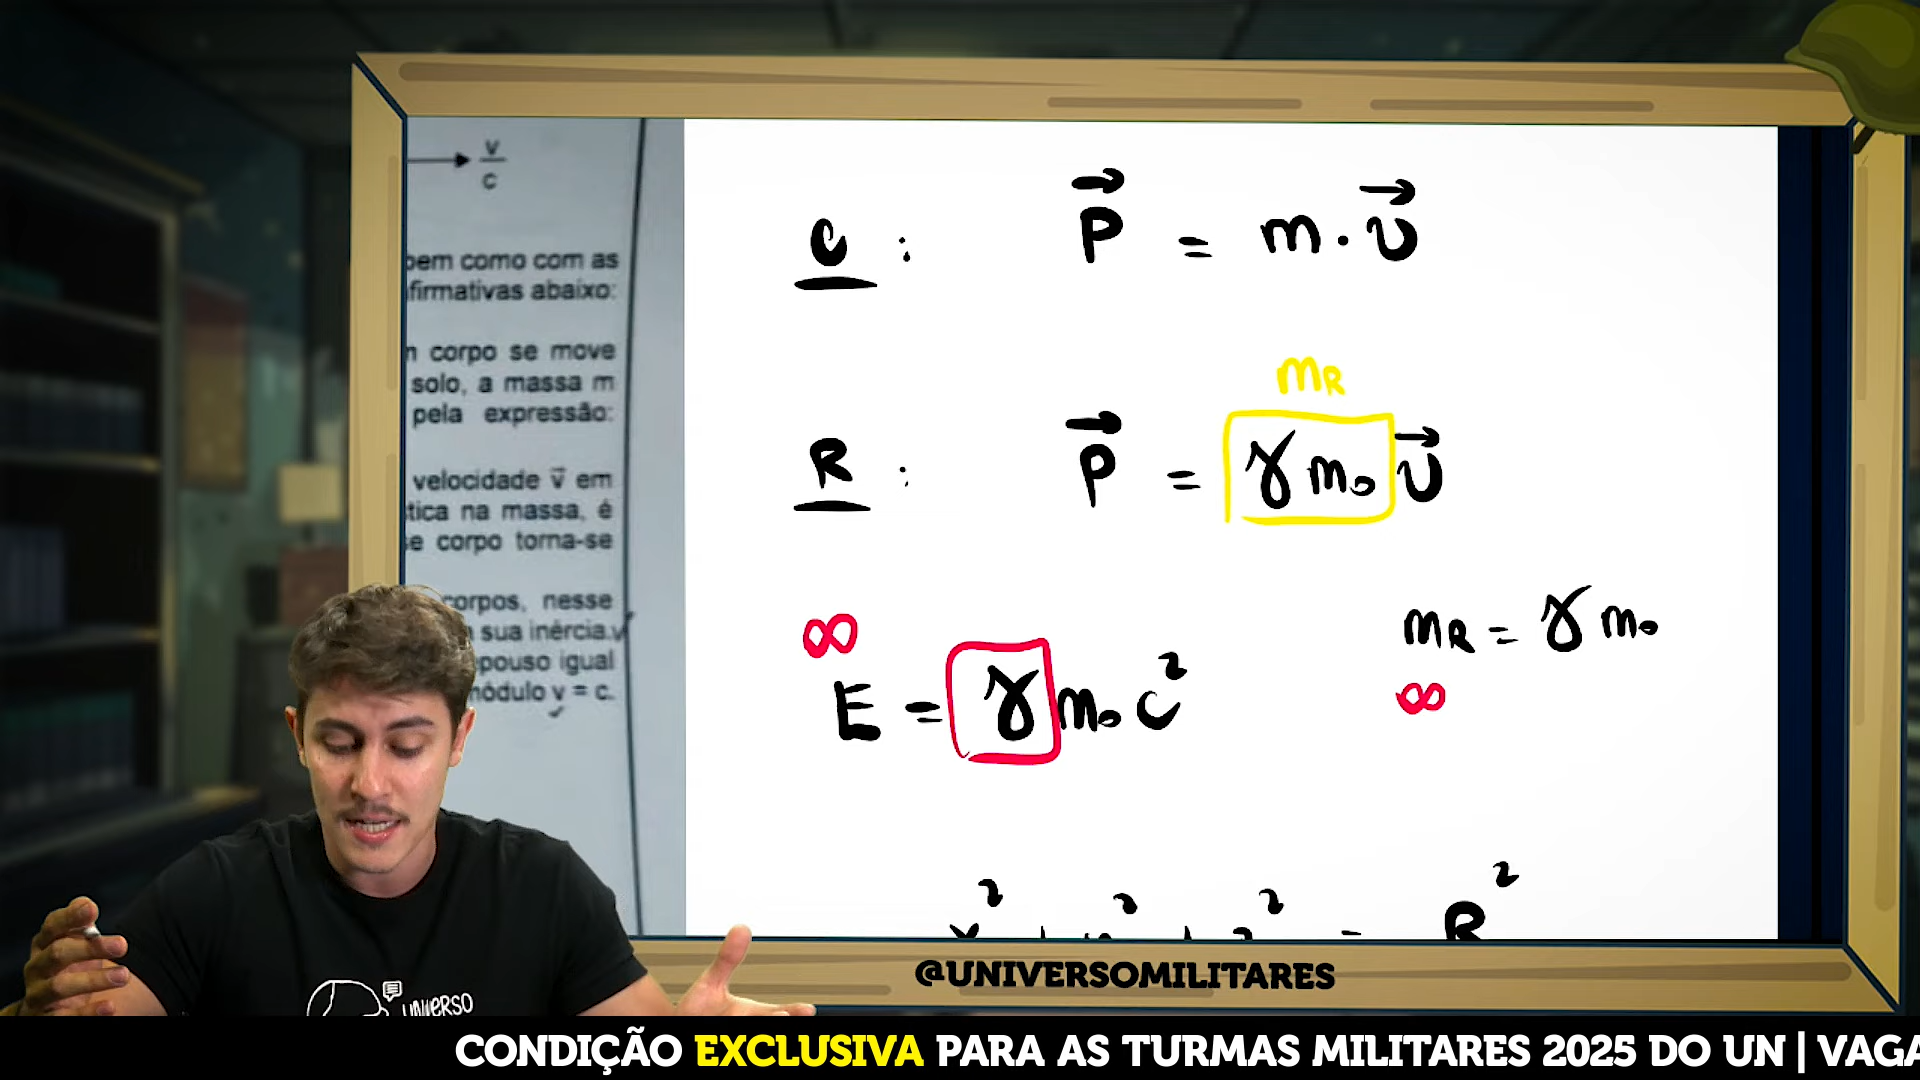 v
c
bem como com as
firmativas abaixo:
corpo se move
solo, a massa m
pela expressão:
velocidade v⃗ em
tica na massa, é
e corpo torna-se
corpos, nesse
sua inércia.
pouso igual
módulo v = c.
C : P⃗ = m . v⃗
mR
R : P⃗ = γ m₀ v⃗
∞
E = γ m₀ c²
mR = γ m₀
∞
@UNIVERSOMILITARES
UNIVERSO
CONDIÇÃO EXCLUSIVA PARA AS TURMAS MILITARES 2025 DO UN | VAGA